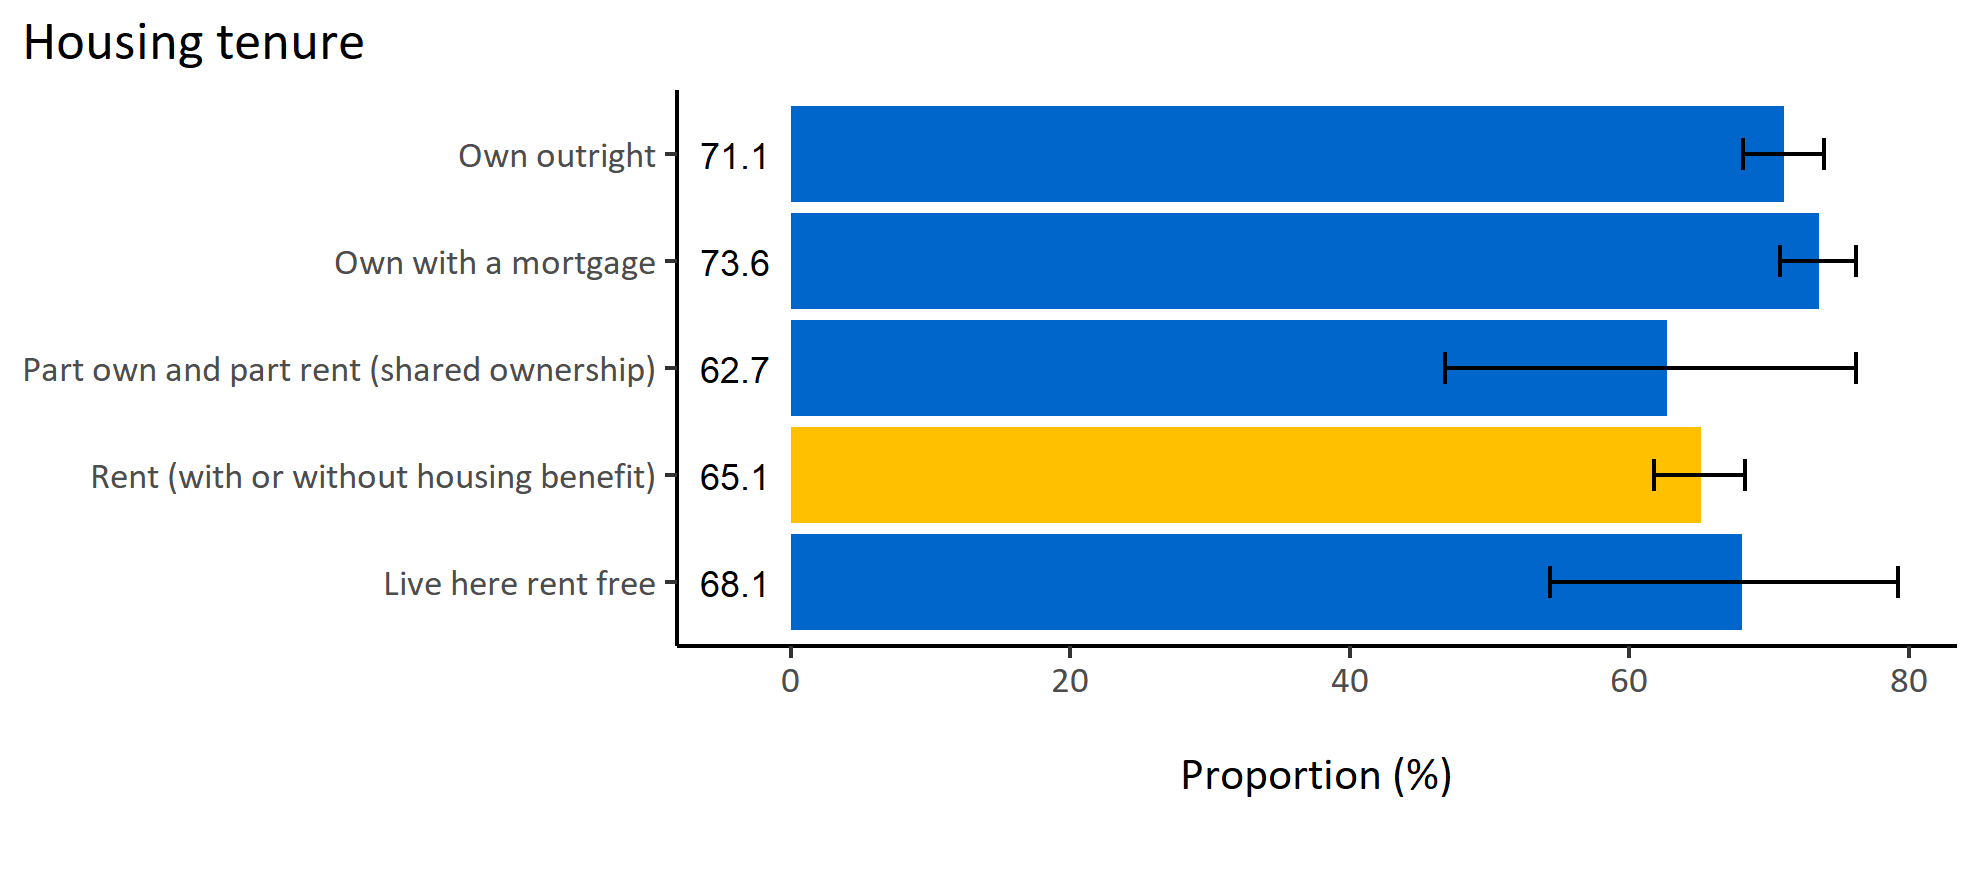 Housing tenure
Own outright 71.1
Own with a mortgage 73.6
Part own and part rent (shared ownership) 62.7
Rent (with or without housing benefit) 65.1
Live here rent free 68.1
0 20 40 60 80
Proportion (%)